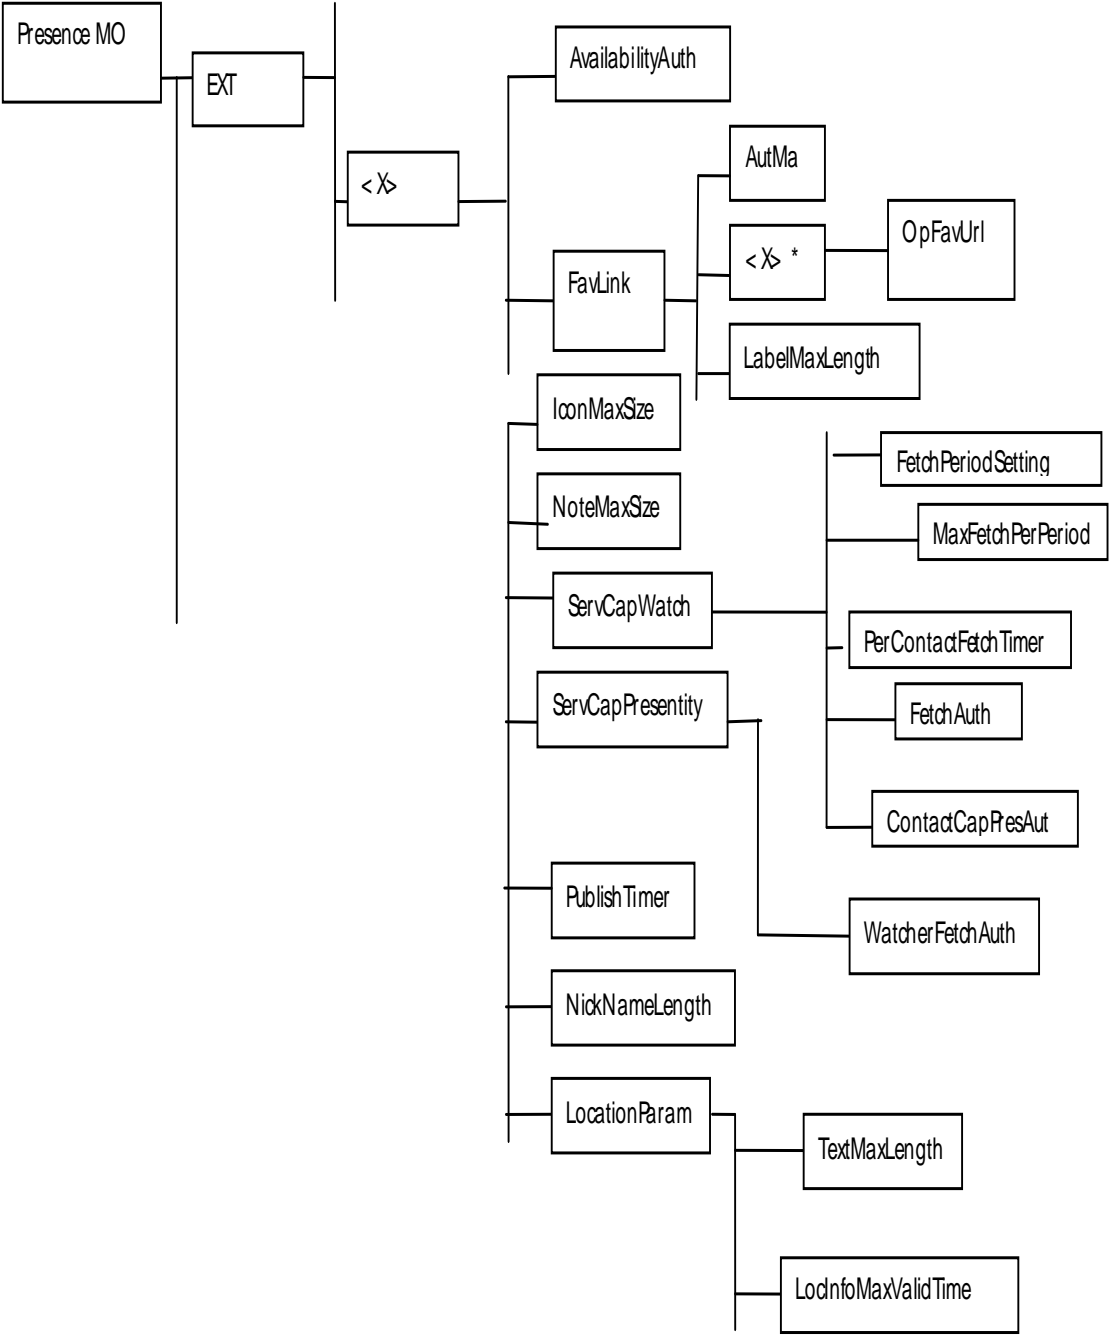 Presence MO
EXT
<X>
AvailabilityAuth
FavLink
AutMa
<X> *
OpFavUrl
LabelMaxLength
IconMaxSize
NoteMaxSize
ServCapWatch
FetchPeriodSetting
MaxFetchPerPeriod
PerContactFetchTimer
FetchAuth
ContactCapPresAut
ServCapPresentity
WatcherFetchAuth
PublishTimer
NickNameLength
LocationParam
TextMaxLength
LocInfoMaxValidTime